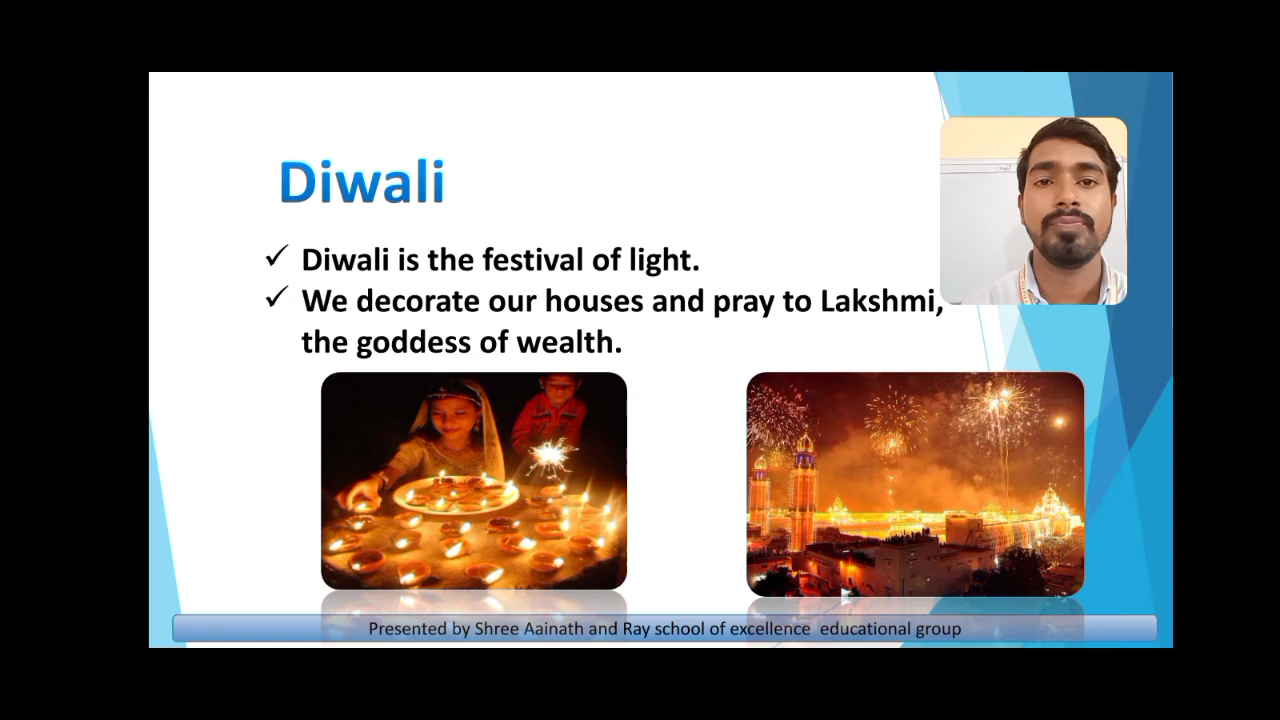 Diwali
✓ Diwali is the festival of light.
✓ We decorate our houses and pray to Lakshmi,
the goddess of wealth.
Presented by Shree Aainath and Ray school of excellence  educational group